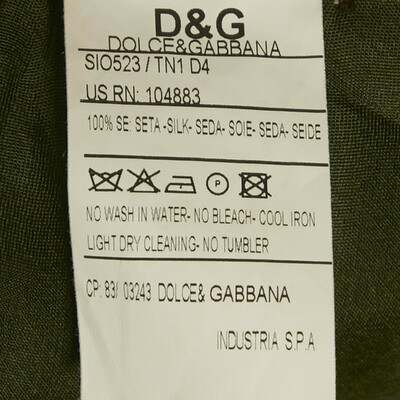 D&G
DOLCE&GABBANA
SIO523 / TN1 D4
US RN: 104883
100% SE: SETA -SILK- SEDA- SOIE- SEDA- SEIDE
P
NO WASH IN WATER- NO BLEACH- COOL IRON
LIGHT DRY CLEANING- NO TUMBLER
CP: 83/ 03243 DOLCE& GABBANA
INDUSTRIA S.P.A